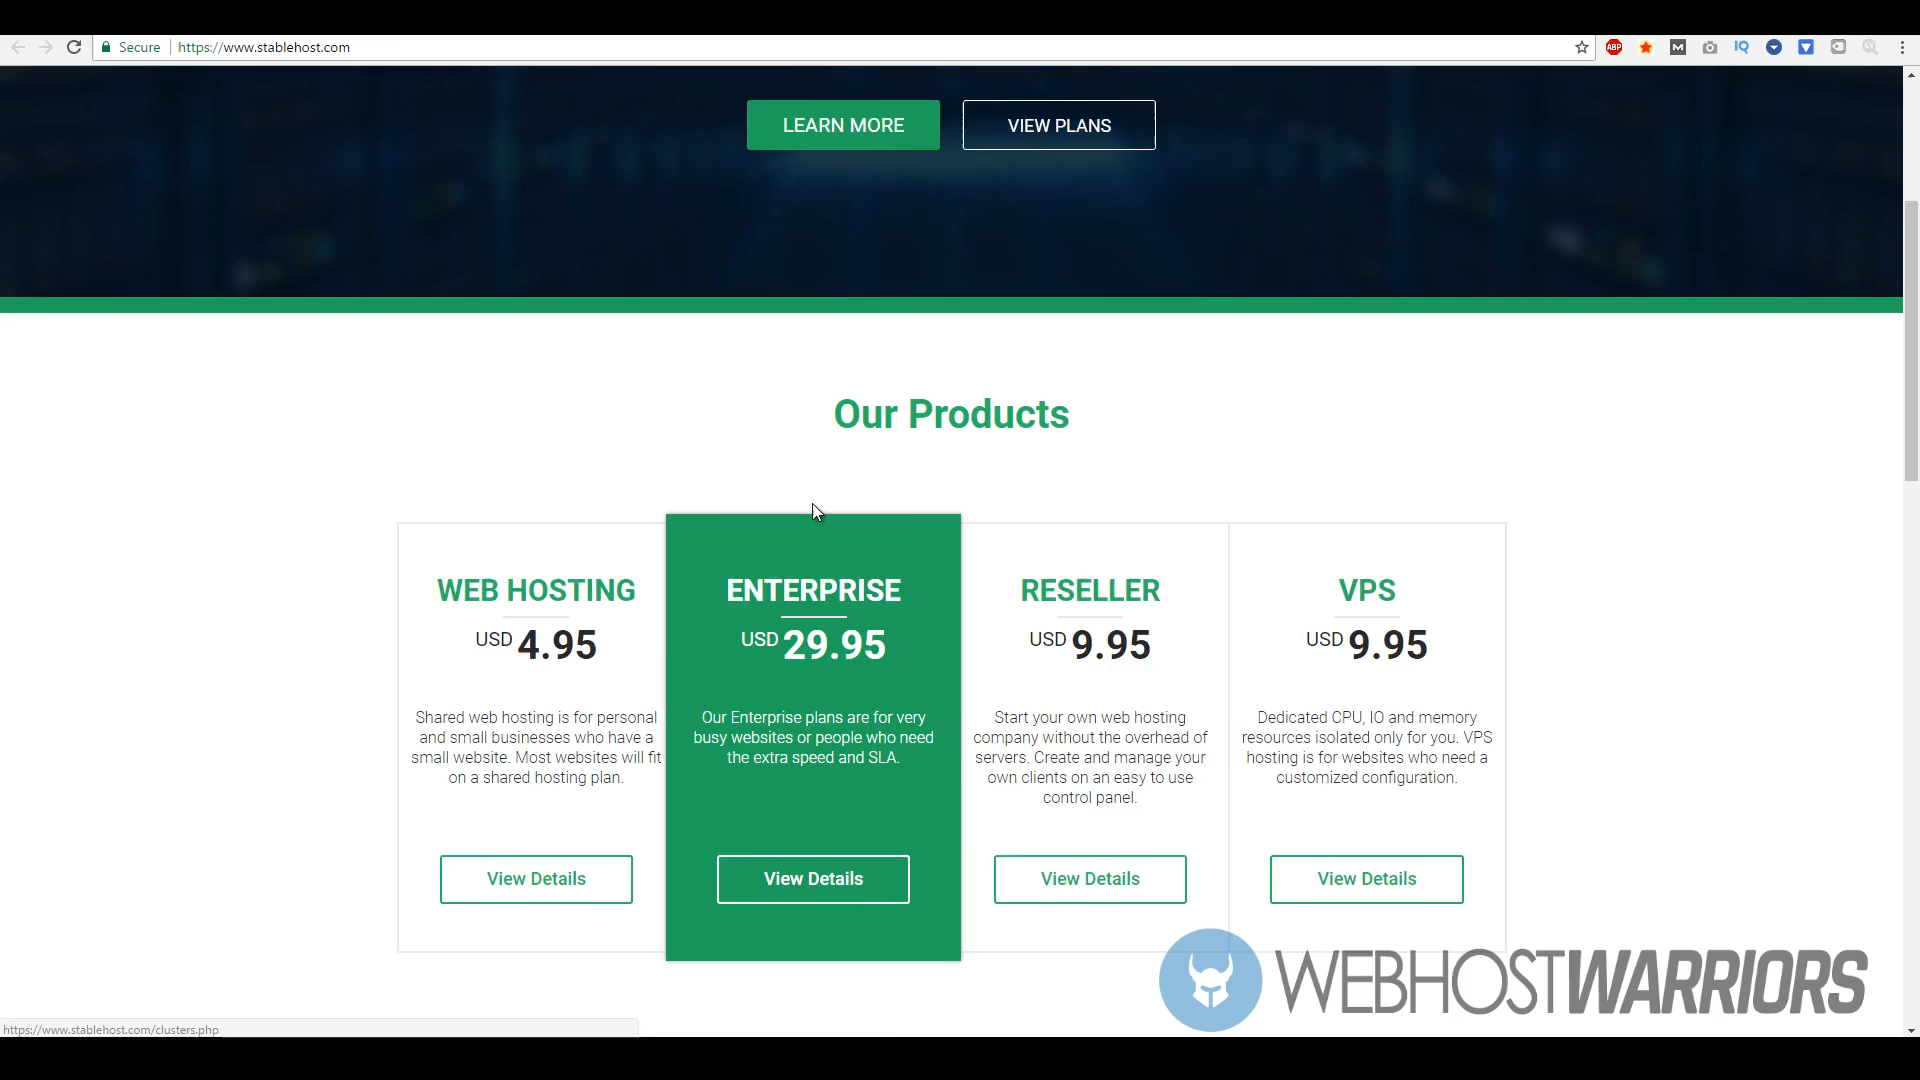 Secure
https://www.stablehost.com
ABP
M
IQ
LEARN MORE
VIEW PLANS
Our Products
WEB HOSTING
USD 4.95
Shared web hosting is for personal
and small businesses who have a
small website. Most websites will fit
on a shared hosting plan.
View Details
ENTERPRISE
USD 29.95
Our Enterprise plans are for very
busy websites or people who need
the extra speed and SLA.
View Details
RESELLER
USD 9.95
Start your own web hosting
company without the overhead of
servers. Create and manage your
own clients on an easy to use
control panel.
View Details
VPS
USD 9.95
Dedicated CPU, IO and memory
resources isolated only for you. VPS
hosting is for websites who need a
customized configuration.
View Details
WEBHOSTWARRIORS
https://www.stablehost.com/clusters.php